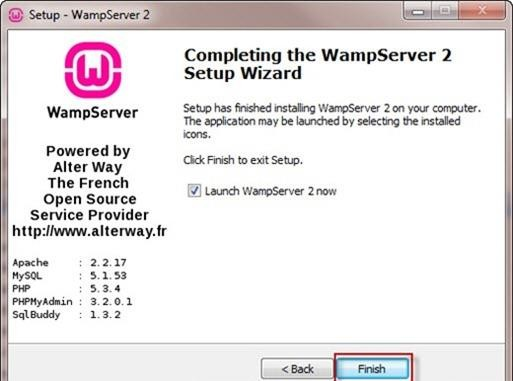 Setup - WampServer 2
WampServer
Powered by
Alter Way
The French
Open Source
Service Provider
http://www.alterway.fr
Apache : 2.2.17
MySQL : 5.1.53
PHP : 5.3.4
PHPMyAdmin : 3.2.0.1
SqlBuddy : 1.3.2
Completing the WampServer 2
Setup Wizard
Setup has finished installing WampServer 2 on your computer.
The application may be launched by selecting the installed
icons.
Click Finish to exit Setup.
Launch WampServer 2 now
< Back
Finish